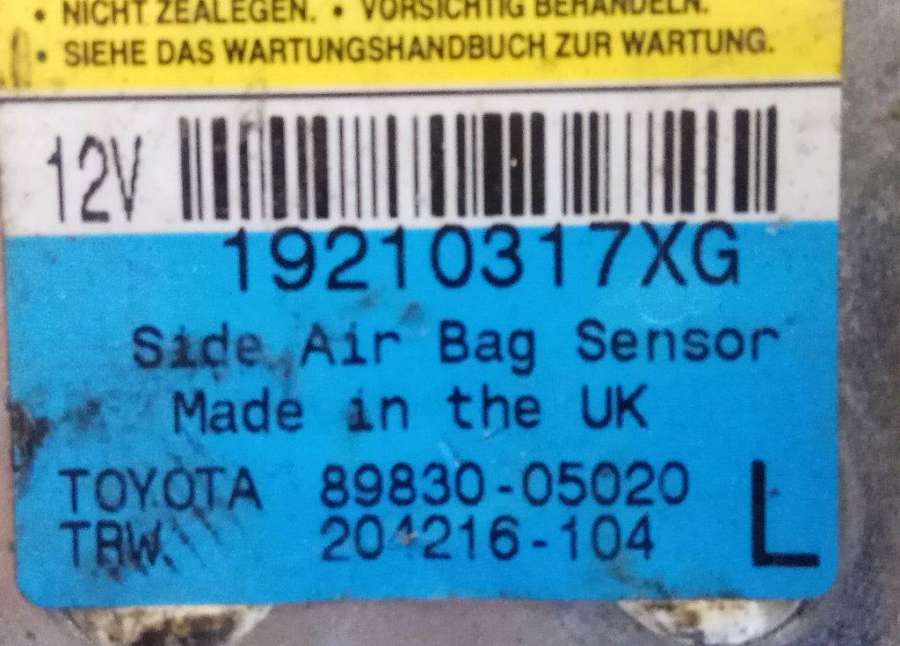 • NICHT ZEALEGEN. • VORSICHTIG BEHANDELN.
• SIEHE DAS WARTUNGSHANDBUCH ZUR WARTUNG.
12V
19210317XG
Side Air Bag Sensor
Made in the UK
TOYOTA 89830-05020
TRW. 204216-104
L